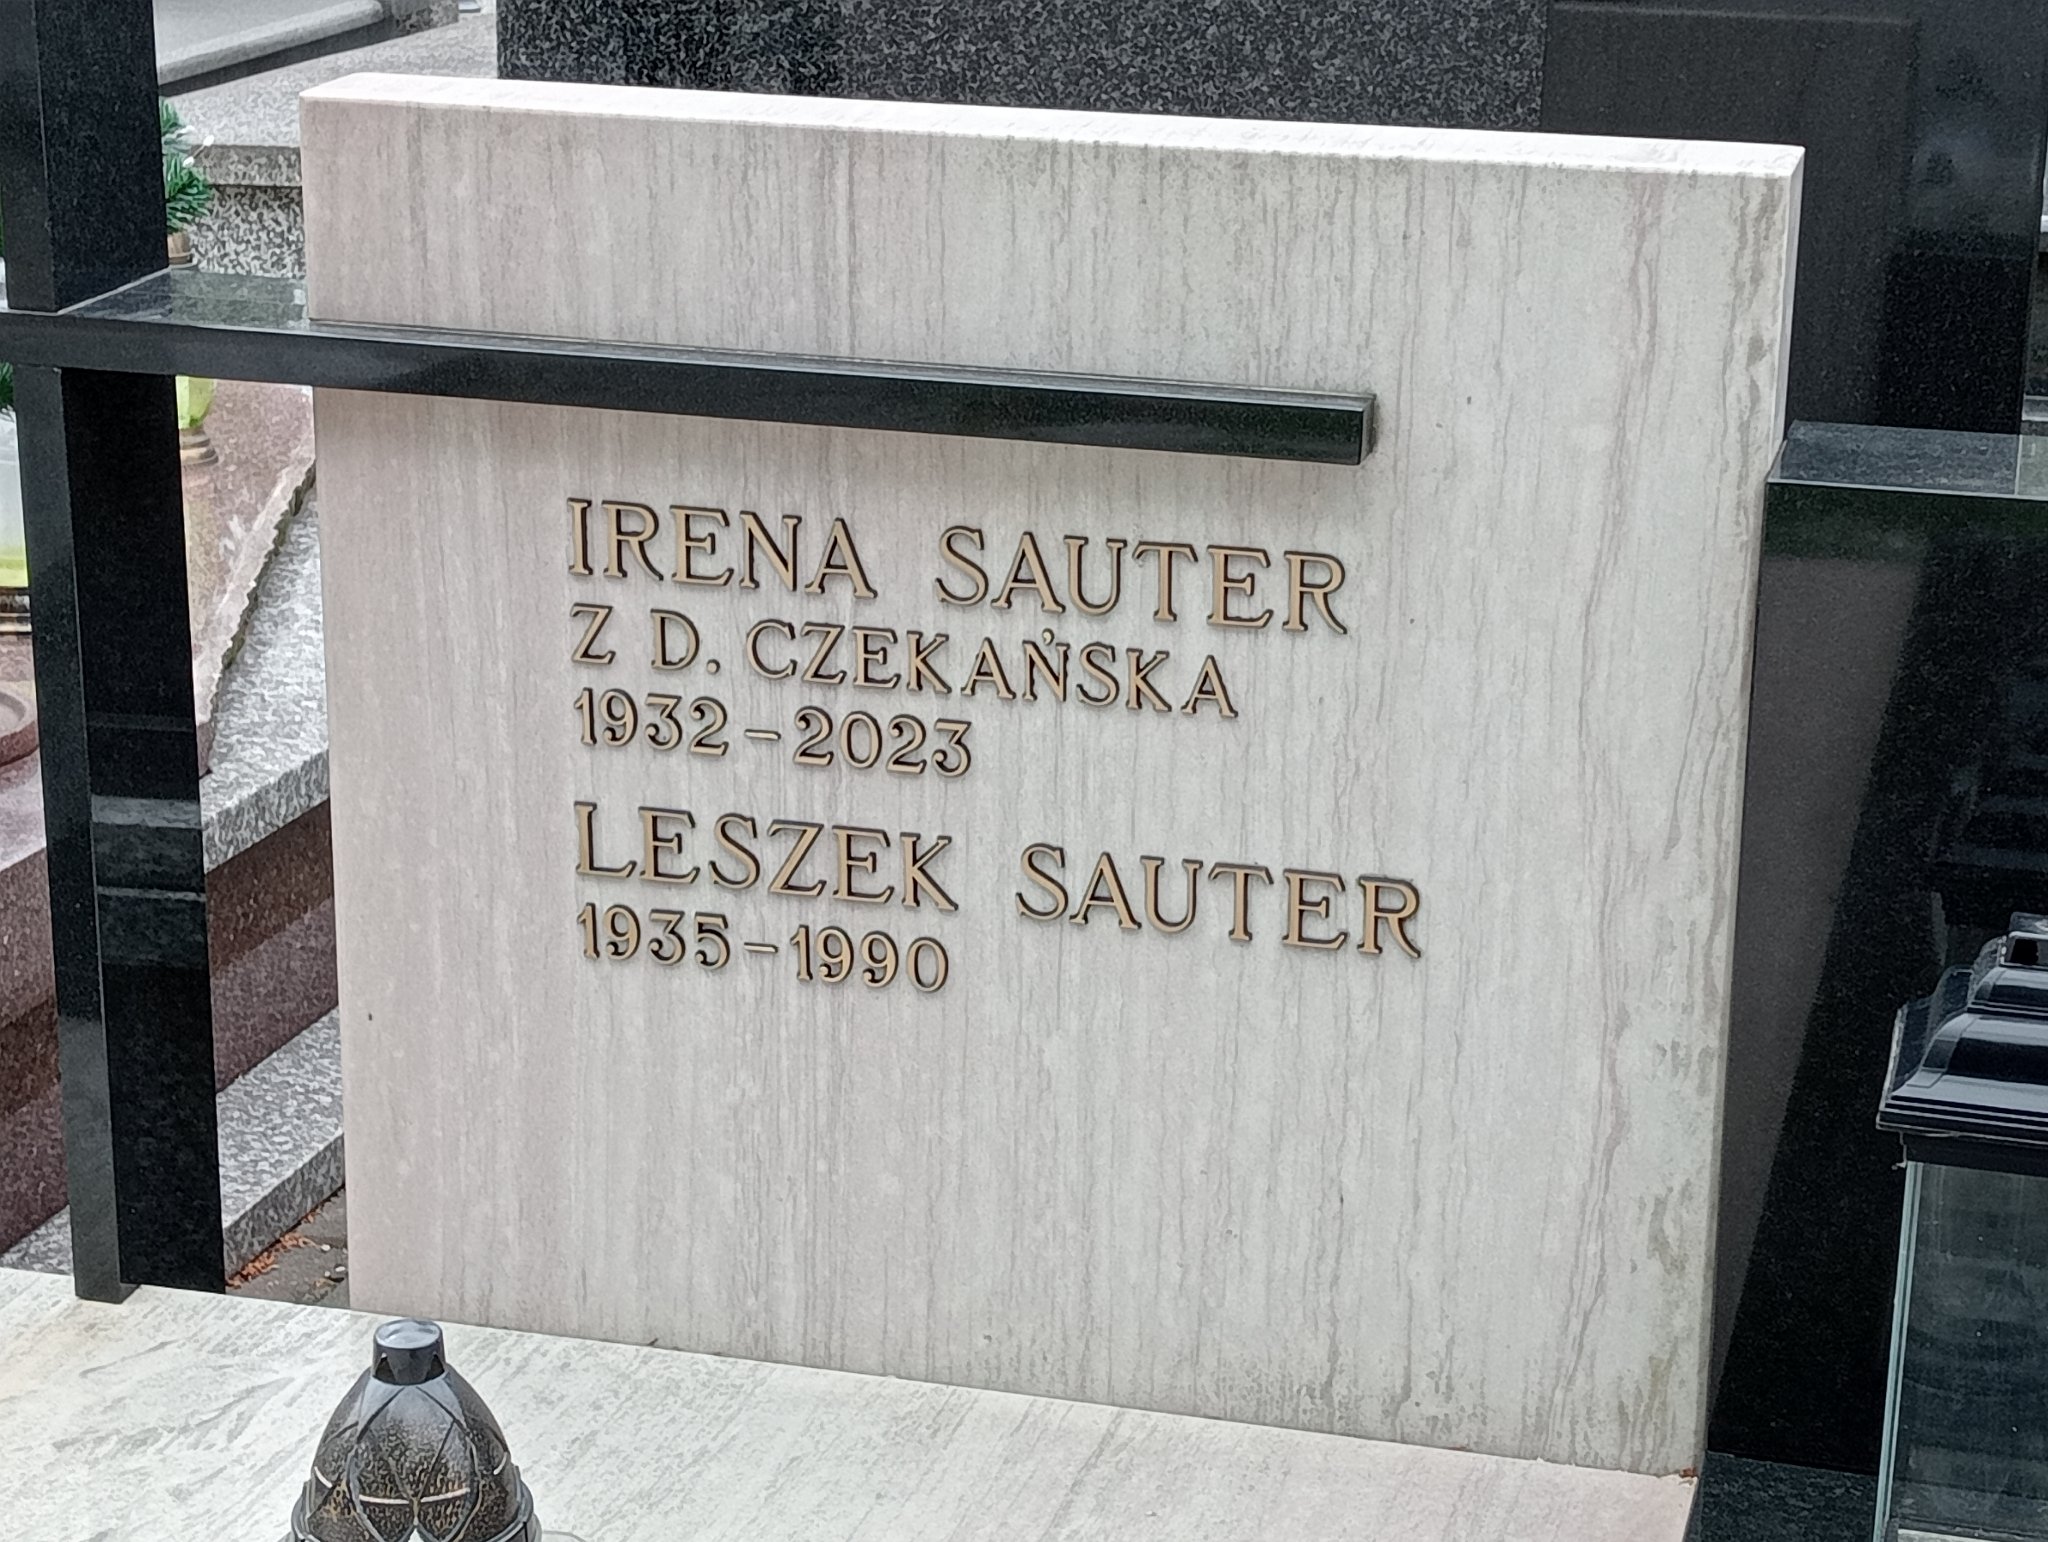 IRENA SAUTER
Z D. CZEKAŃSKA
1932-2023
LESZEK SAUTER
1935-1990